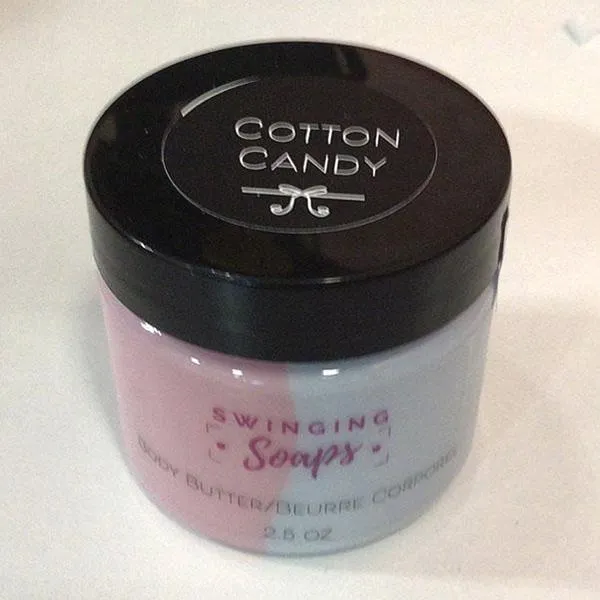 COTTON
CANDY
SWINGING
Soaps
BODY BUTTER/BEURRE CORPOREL
2.5 OZ